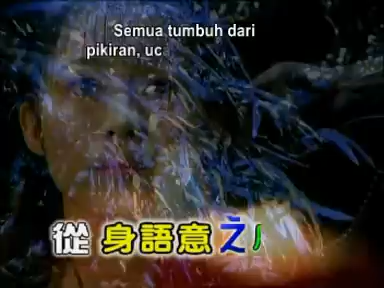 Semua tumbuh dari
pikiran, uc
從 身語意之